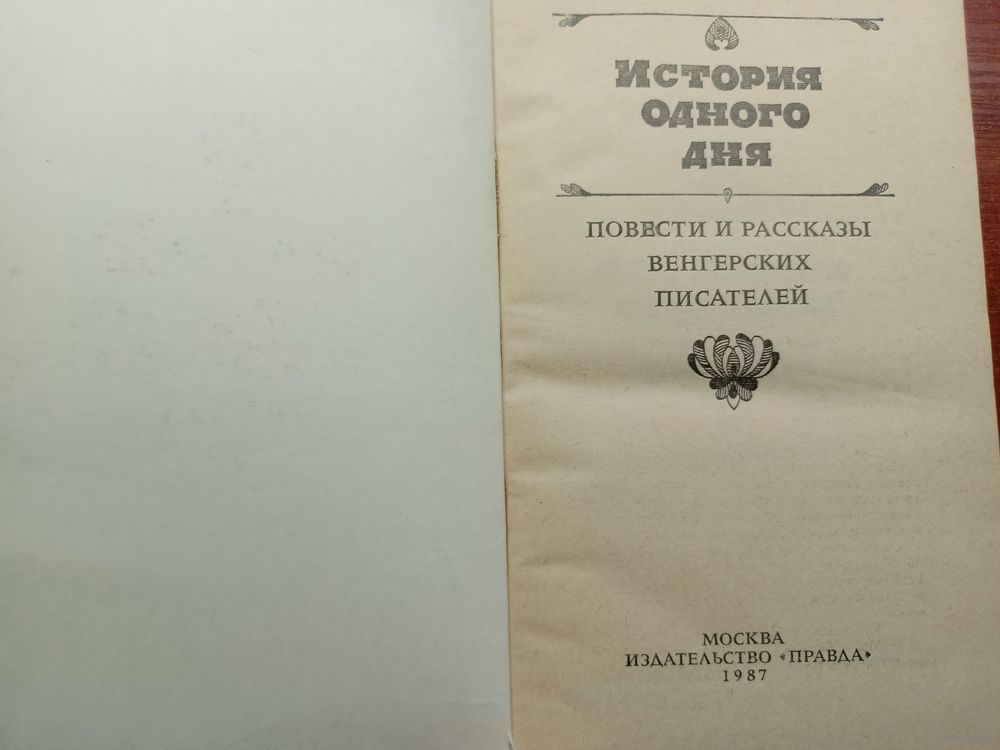 История
одного
дня
ПОВЕСТИ И РАССКАЗЫ
ВЕНГЕРСКИХ
ПИСАТЕЛЕЙ
МОСКВА
ИЗДАТЕЛЬСТВО «ПРАВДА»
1987